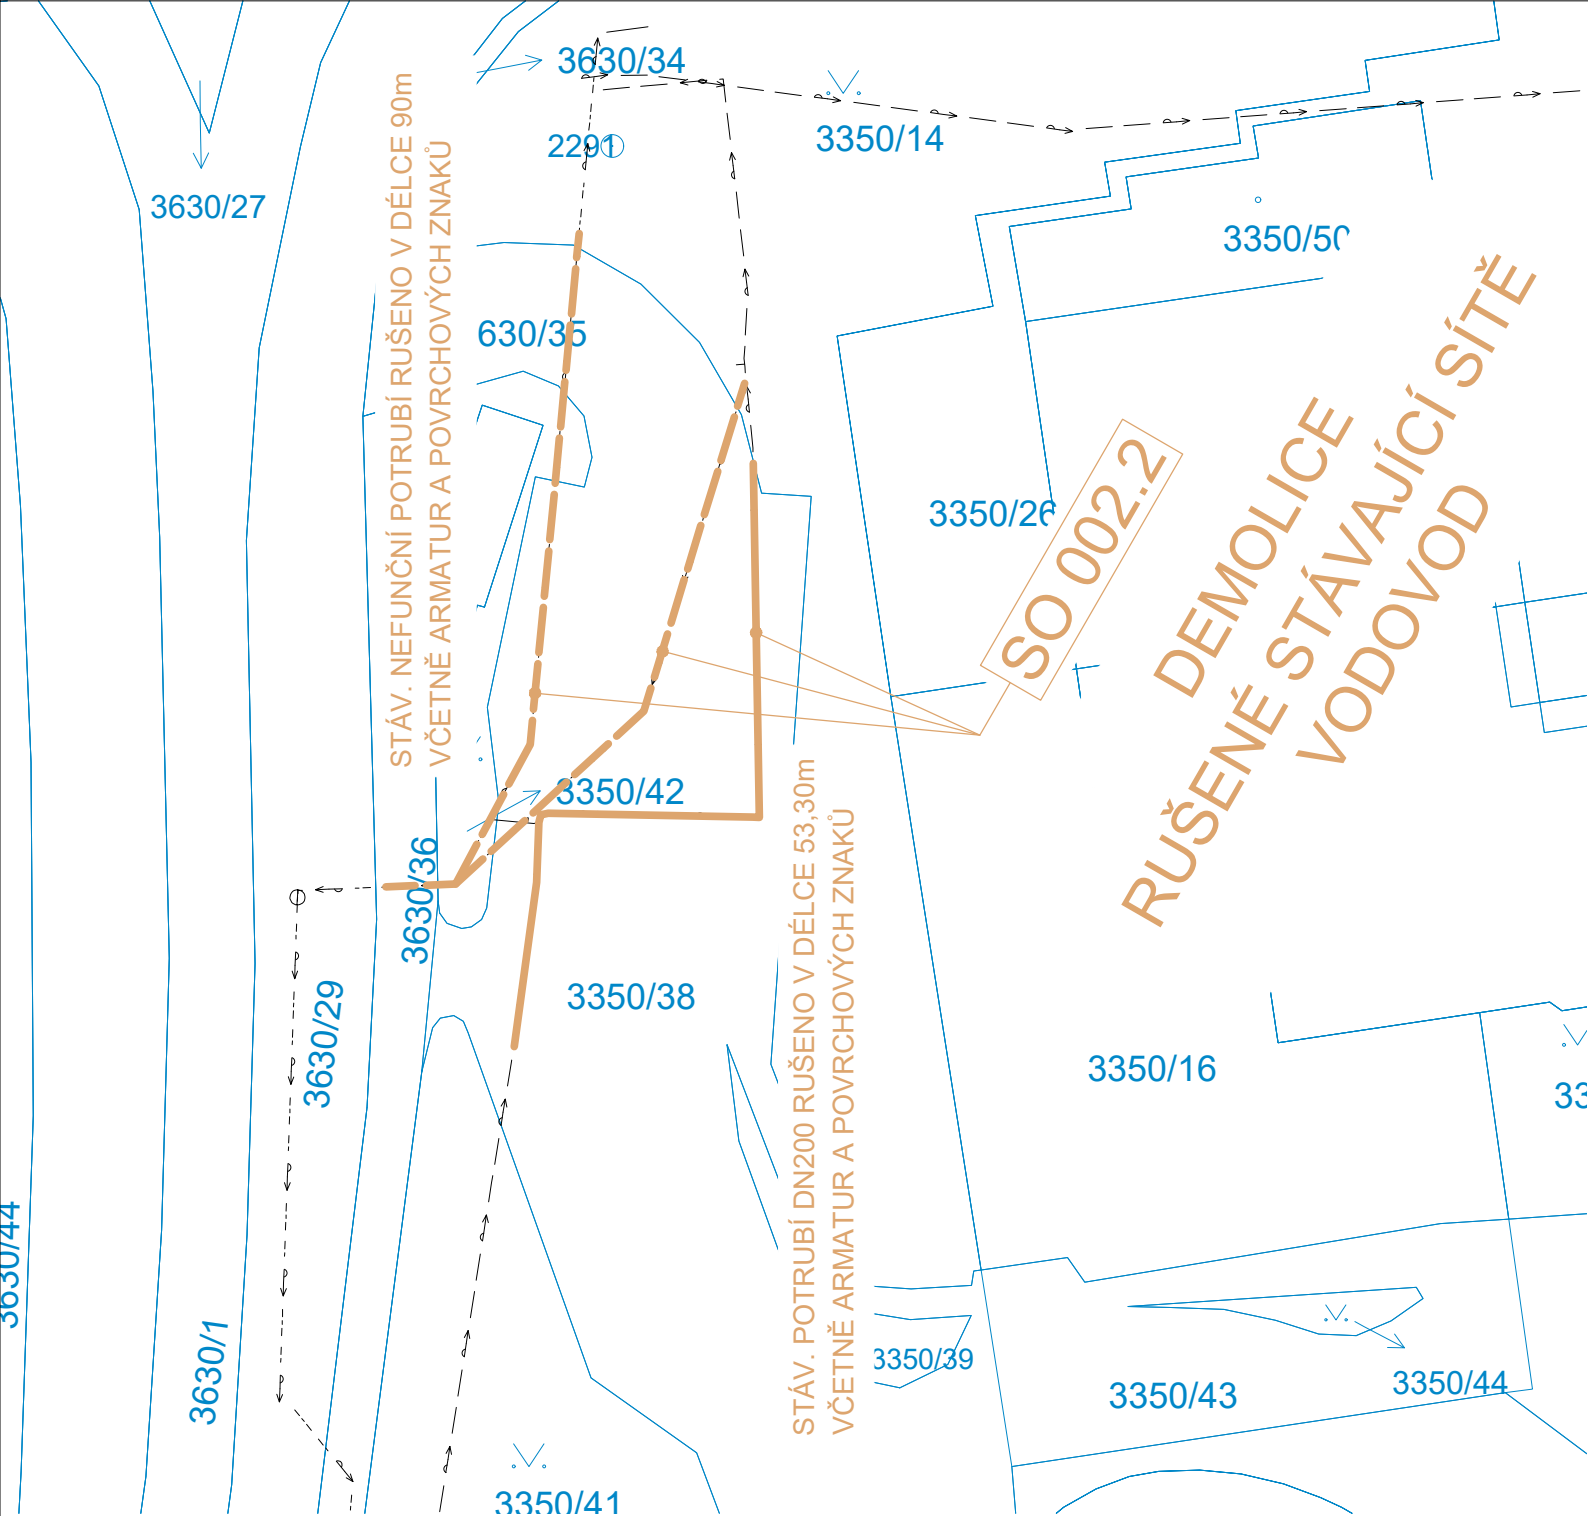 3630/34
2291
3350/14
3630/27
3350/50
630/35
STÁV. NEFUNČNÍ POTRUBÍ RUŠENO V DÉLCE 90m
VČETNĚ ARMATUR A POVRCHOVÝCH ZNAKŮ
3350/26
SO 002.2
DEMOLICE
RUŠENÉ STÁVAJÍCÍ SÍTĚ
VODOVOD
3350/42
3630/36
3630/29
3350/38
STÁV. POTRUBÍ DN200 RUŠENO V DÉLCE 53,30m
VČETNĚ ARMATUR A POVRCHOVÝCH ZNAKŮ
3350/16
33
3630/44
3630/1
3350/39
3350/43
3350/44
3350/41